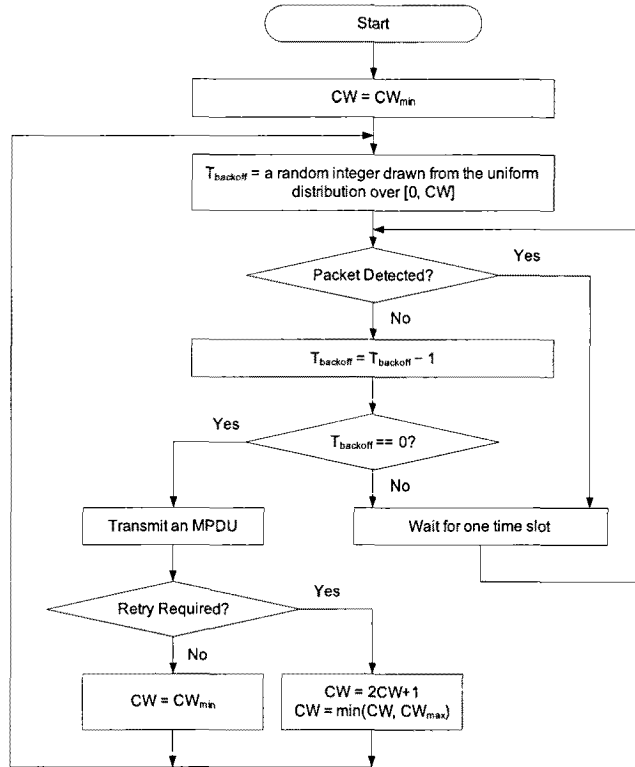 Start
CW = CWmin
Tbackoff = a random integer drawn from the uniform
distribution over [0, CW]
Packet Detected?
Yes
No
Tbackoff = Tbackoff – 1
Yes
Tbackoff == 0?
No
Transmit an MPDU
Wait for one time slot
Retry Required?
Yes
No
CW = CWmin
CW = 2CW+1
CW = min(CW, CWmax)